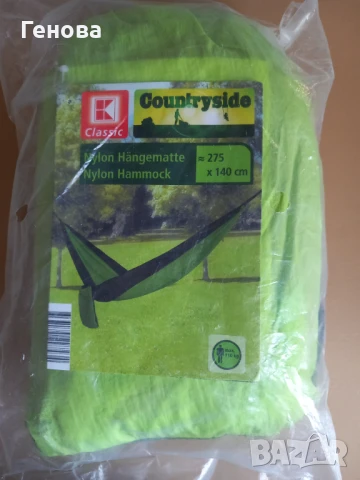 Генова
K
Classic
Countryside
Nylon Hängematte
Nylon Hammock
≈ 275
x 140 cm
BAZAR